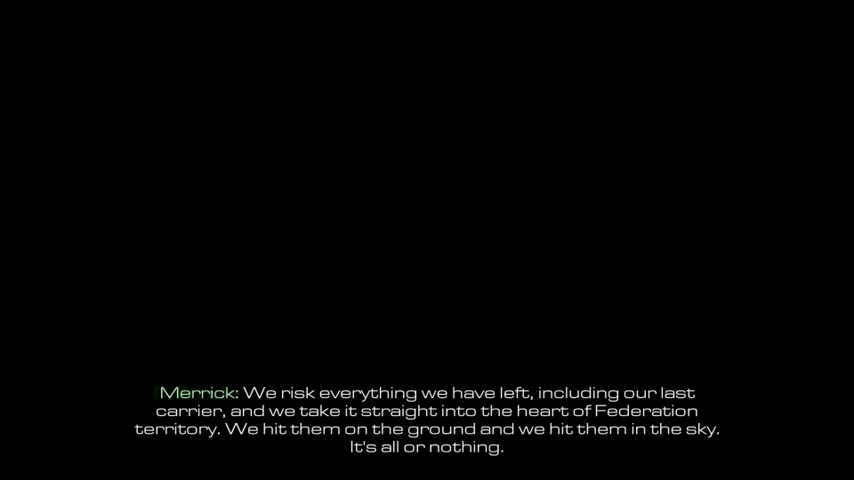 Merrick: We risk everything we have left, including our last
carrier, and we take it straight into the heart of Federation
territory. We hit them on the ground and we hit them in the sky.
It's all or nothing.